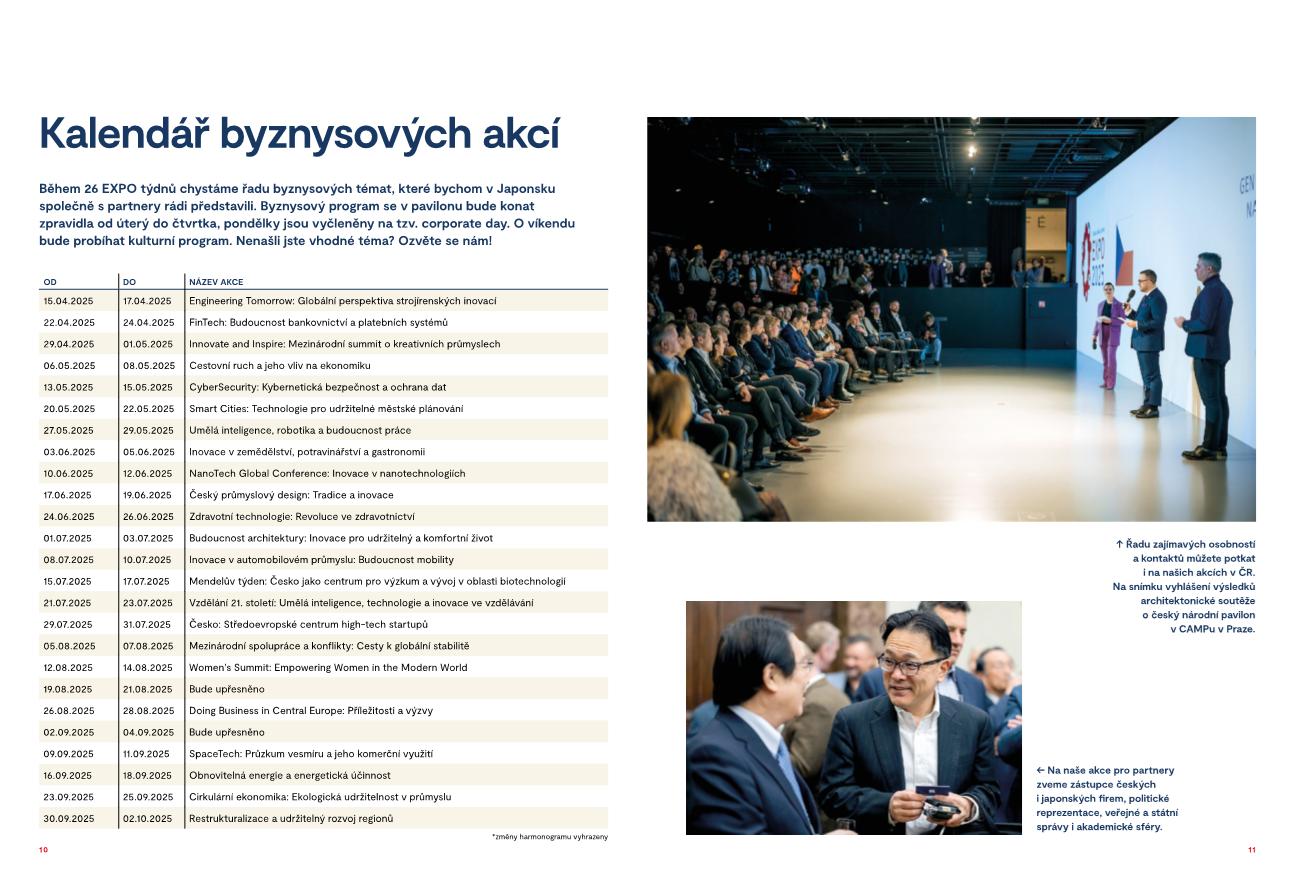 Kalendář byznysových akcí
Během 26 EXPO týdnů chystáme řadu byznysových témat, které bychom v Japonsku
společně s partnery rádi představili. Byznysový program se v pavilonu bude konat
zpravidla od úterý do čtvrtka, pondělky jsou vyčleněny na tzv. corporate day. O víkendu
bude probíhat kulturní program. Nenašli jste vhodné téma? Ozvěte se nám!
OD DO NÁZEV AKCE
15.04.2025 17.04.2025 Engineering Tomorrow: Globální perspektiva strojírenských inovací
22.04.2025 24.04.2025 FinTech: Budoucnost bankovnictví a platebních systémů
29.04.2025 01.05.2025 Innovate and Inspire: Mezinárodní summit o kreativních průmyslech
06.05.2025 08.05.2025 Cestovní ruch a jeho vliv na ekonomiku
13.05.2025 15.05.2025 CyberSecurity: Kybernetická bezpečnost a ochrana dat
20.05.2025 22.05.2025 Smart Cities: Technologie pro udržitelné městské plánování
27.05.2025 29.05.2025 Umělá inteligence, robotika a budoucnost práce
03.06.2025 05.06.2025 Inovace v zemědělství, potravinářství a gastronomii
10.06.2025 12.06.2025 NanoTech Global Conference: Inovace v nanotechnologiích
17.06.2025 19.06.2025 Český průmyslový design: Tradice a inovace
24.06.2025 26.06.2025 Zdravotní technologie: Revoluce ve zdravotnictví
01.07.2025 03.07.2025 Budoucnost architektury: Inovace pro udržitelný a komfortní život
08.07.2025 10.07.2025 Inovace v automobilovém průmyslu: Budoucnost mobility
15.07.2025 17.07.2025 Mendelův týden: Česko jako centrum pro výzkum a vývoj v oblasti biotechnologií
21.07.2025 23.07.2025 Vzdělání 21. století: Umělá inteligence, technologie a inovace ve vzdělávání
29.07.2025 31.07.2025 Česko: Středoevropské centrum high-tech startupů
05.08.2025 07.08.2025 Mezinárodní spolupráce a konflikty: Cesty k globální stabilitě
12.08.2025 14.08.2025 Women's Summit: Empowering Women in the Modern World
19.08.2025 21.08.2025 Bude upřesněno
26.08.2025 28.08.2025 Doing Business in Central Europe: Příležitosti a výzvy
02.09.2025 04.09.2025 Bude upřesněno
09.09.2025 11.09.2025 SpaceTech: Průzkum vesmíru a jeho komerční využití
16.09.2025 18.09.2025 Obnovitelná energie a energetická účinnost
23.09.2025 25.09.2025 Cirkulární ekonomika: Ekologická udržitelnost v průmyslu
30.09.2025 02.10.2025 Restrukturalizace a udržitelný rozvoj regionů
*změny harmonogramu vyhrazeny
10
GEN
NA
EXPO
2025
↑ Řadu zajímavých osobností
a kontaktů můžete potkat
i na našich akcích v ČR.
Na snímku vyhlášení výsledků
architektonické soutěže
o český národní pavilon
v CAMPu v Praze.
← Na naše akce pro partnery
zveme zástupce českých
i japonských firem, politické
reprezentace, veřejné a státní
správy i akademické sféry.
11